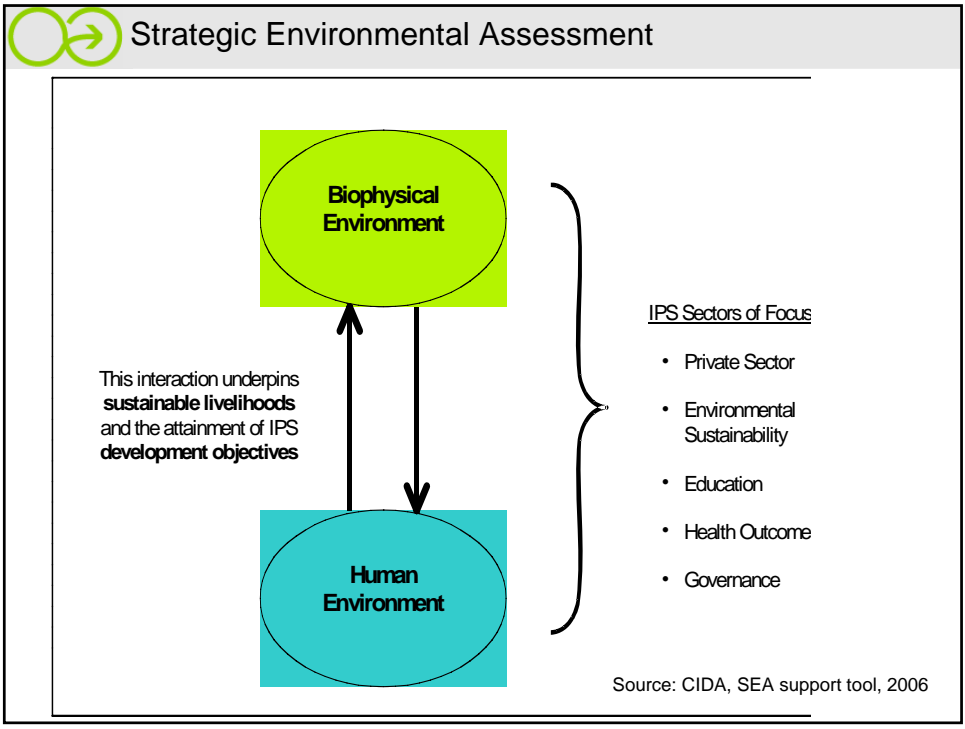 Strategic Environmental Assessment
Biophysical
Environment
This interaction underpins
sustainable livelihoods
and the attainment of IPS
development objectives
Human
Environment
IPS Sectors of Focus
• Private Sector
• Environmental
Sustainability
• Education
• Health Outcome
• Governance
Source: CIDA, SEA support tool, 2006